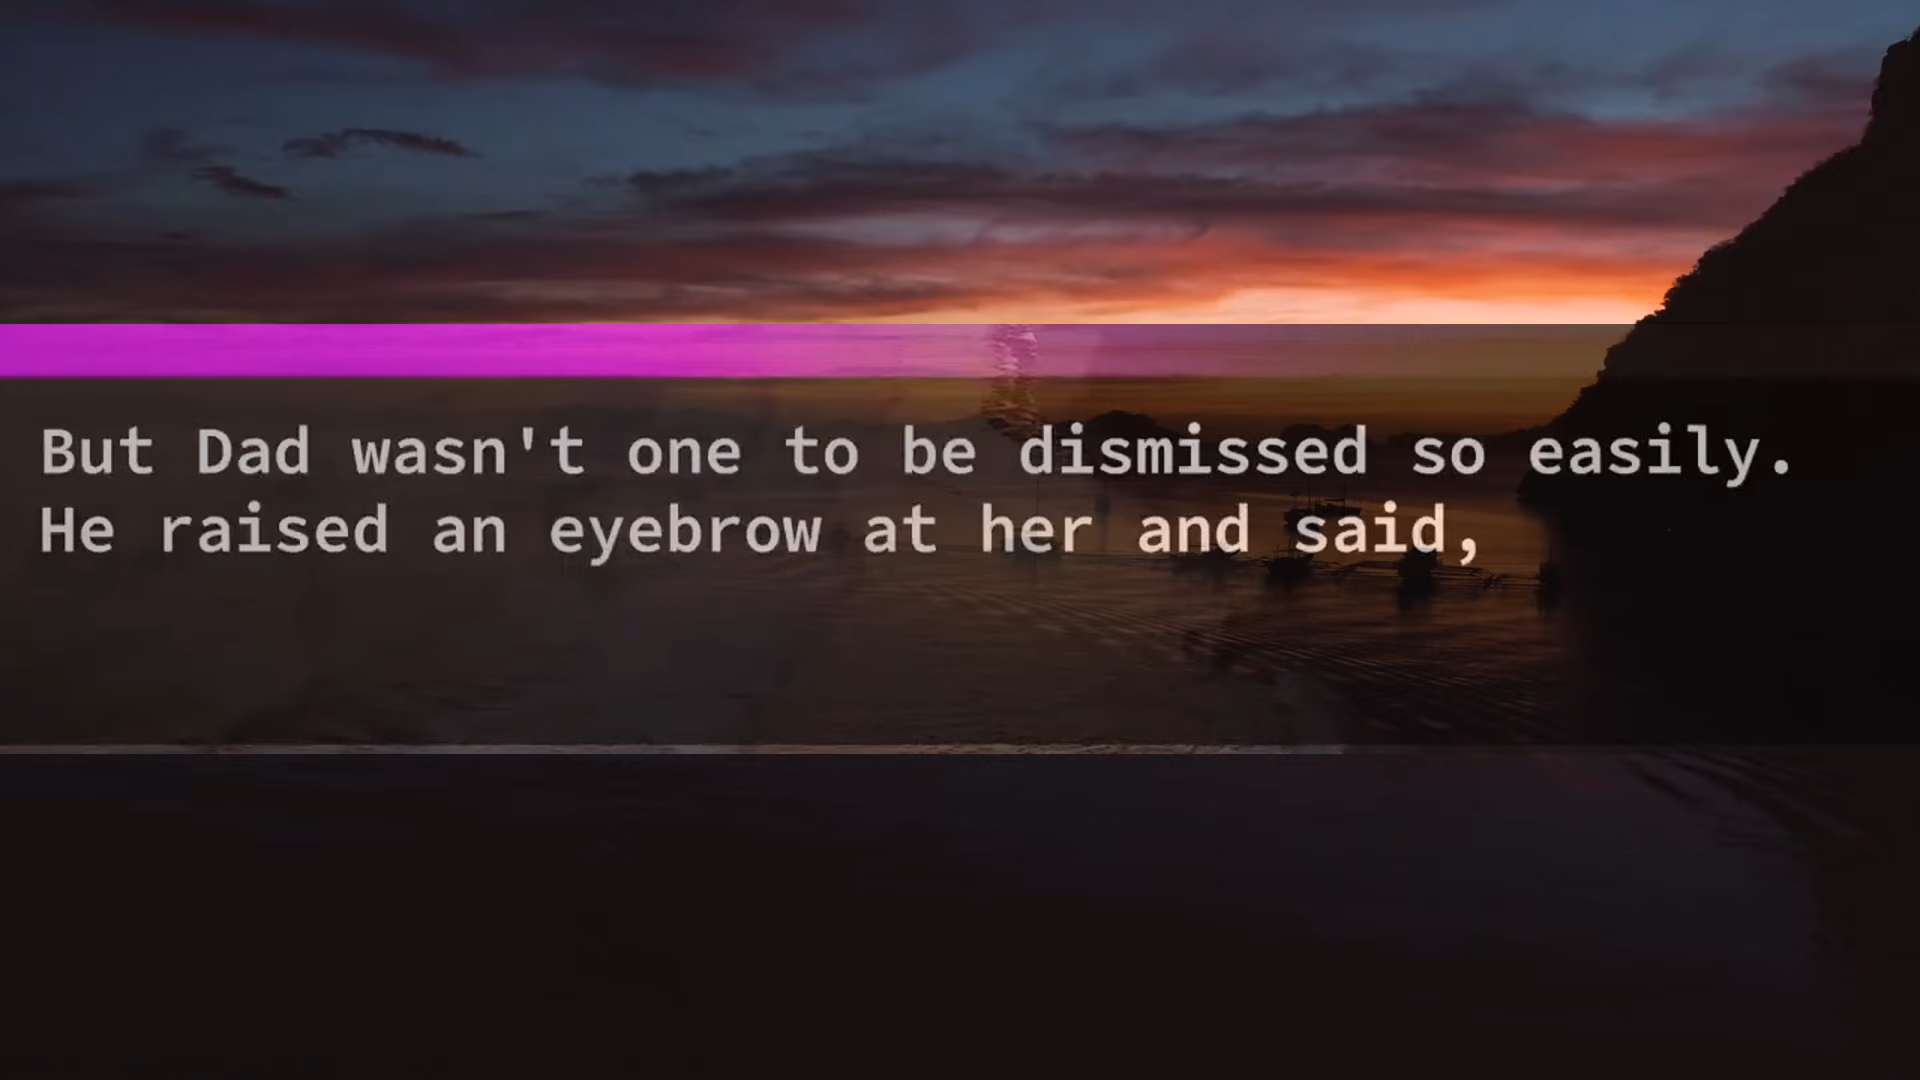 But Dad wasn't one to be dismissed so easily.
He raised an eyebrow at her and said,